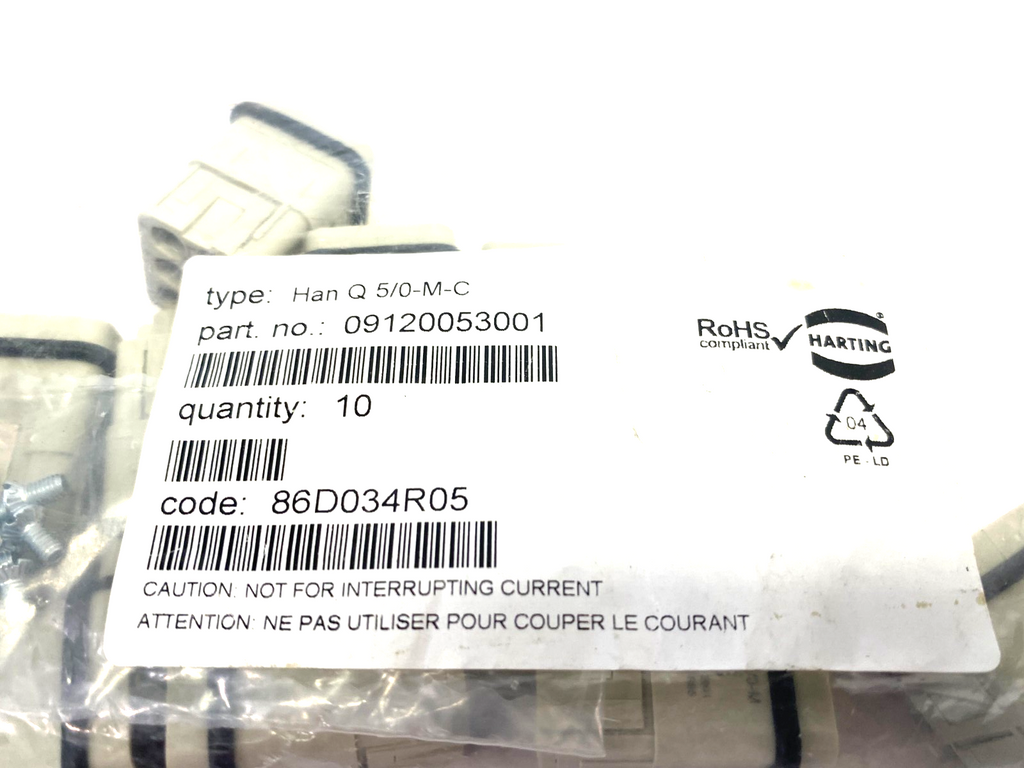 type: Han Q 5/0-M-C
part. no.: 09120053001
quantity: 10
code: 86D034R05
CAUTION: NOT FOR INTERRUPTING CURRENT
ATTENTION: NE PAS UTILISER POUR COUPER LE COURANT
RoHS
compliant
HARTING
®
04
PE-LD